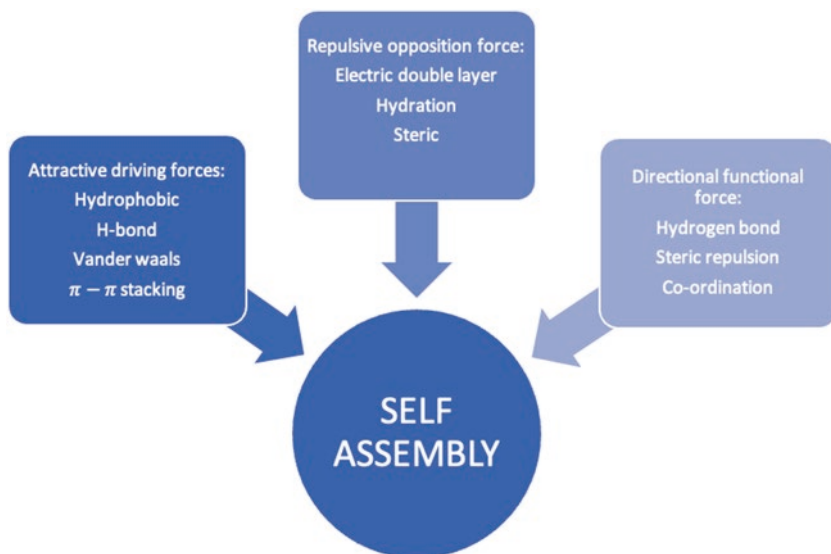 Attractive driving forces:
Hydrophobic
H-bond
Vander waals
π − π stacking
Repulsive opposition force:
Electric double layer
Hydration
Steric
Directional functional
force:
Hydrogen bond
Steric repulsion
Co-ordination
SELF
ASSEMBLY